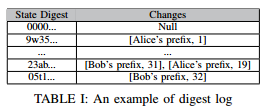 State Digest Changes
0000... Null
9w35... [Alice's prefix, 1]
... ...
23ab... [Bob's prefix, 31], [Alice's prefix, 19]
05t1... [Bob's prefix, 32]
TABLE I: An example of digest log